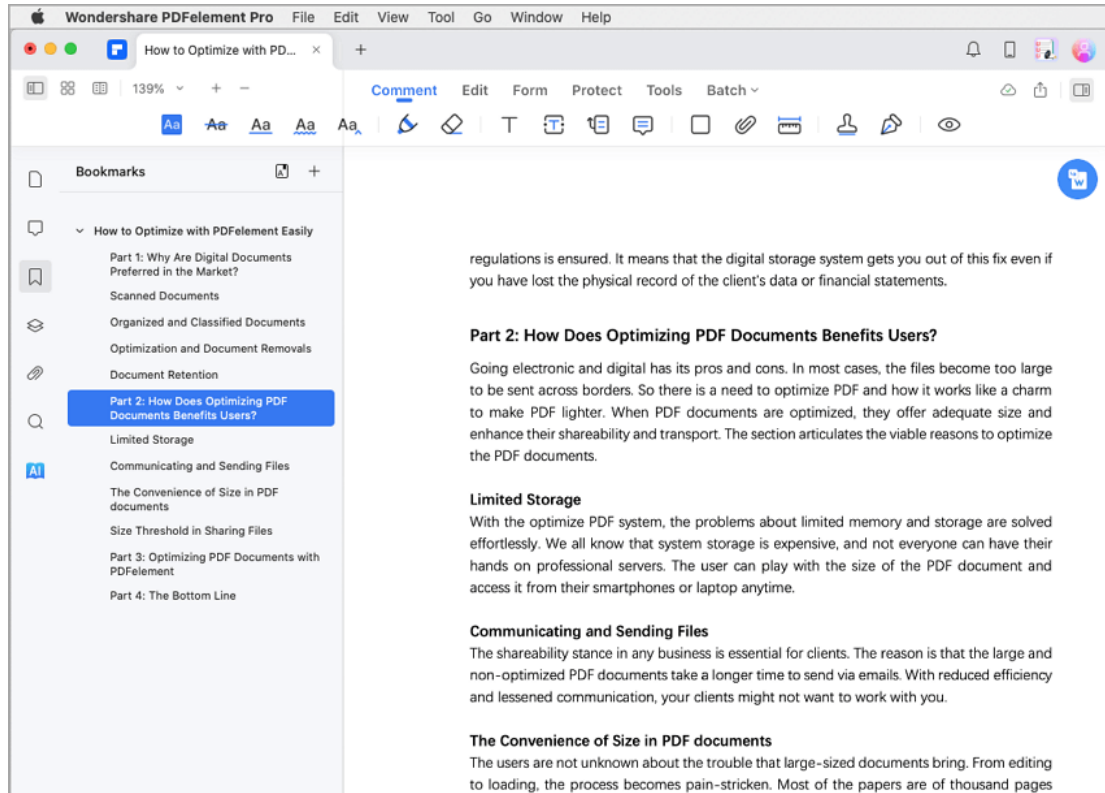 Wondershare PDFelement Pro File Edit View Tool Go Window Help
How to Optimize with PD... × +
139% + −
Comment Edit Form Protect Tools Batch
Aa Aa Aa Aa Aa T T
Bookmarks
How to Optimize with PDFelement Easily
Part 1: Why Are Digital Documents
Preferred in the Market?
Scanned Documents
Organized and Classified Documents
Optimization and Document Removals
Document Retention
Part 2: How Does Optimizing PDF
Documents Benefits Users?
Limited Storage
Communicating and Sending Files
The Convenience of Size in PDF
documents
Size Threshold in Sharing Files
Part 3: Optimizing PDF Documents with
PDFelement
Part 4: The Bottom Line
AI
W
regulations is ensured. It means that the digital storage system gets you out of this fix even if
you have lost the physical record of the client's data or financial statements.
Part 2: How Does Optimizing PDF Documents Benefits Users?
Going electronic and digital has its pros and cons. In most cases, the files become too large
to be sent across borders. So there is a need to optimize PDF and how it works like a charm
to make PDF lighter. When PDF documents are optimized, they offer adequate size and
enhance their shareability and transport. The section articulates the viable reasons to optimize
the PDF documents.
Limited Storage
With the optimize PDF system, the problems about limited memory and storage are solved
effortlessly. We all know that system storage is expensive, and not everyone can have their
hands on professional servers. The user can play with the size of the PDF document and
access it from their smartphones or laptop anytime.
Communicating and Sending Files
The shareability stance in any business is essential for clients. The reason is that the large and
non-optimized PDF documents take a longer time to send via emails. With reduced efficiency
and lessened communication, your clients might not want to work with you.
The Convenience of Size in PDF documents
The users are not unknown about the trouble that large-sized documents bring. From editing
to loading, the process becomes pain-stricken. Most of the papers are of thousand pages